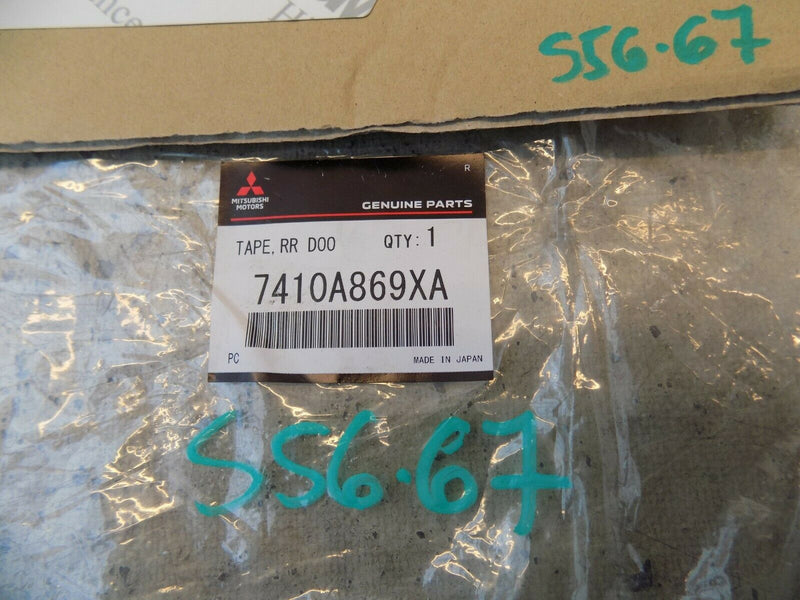 S56.67
R
MITSUBISHI
MOTORS
GENUINE PARTS
TAPE, RR DOO QTY: 1
7410A869XA
PC MADE IN JAPAN
S56.67